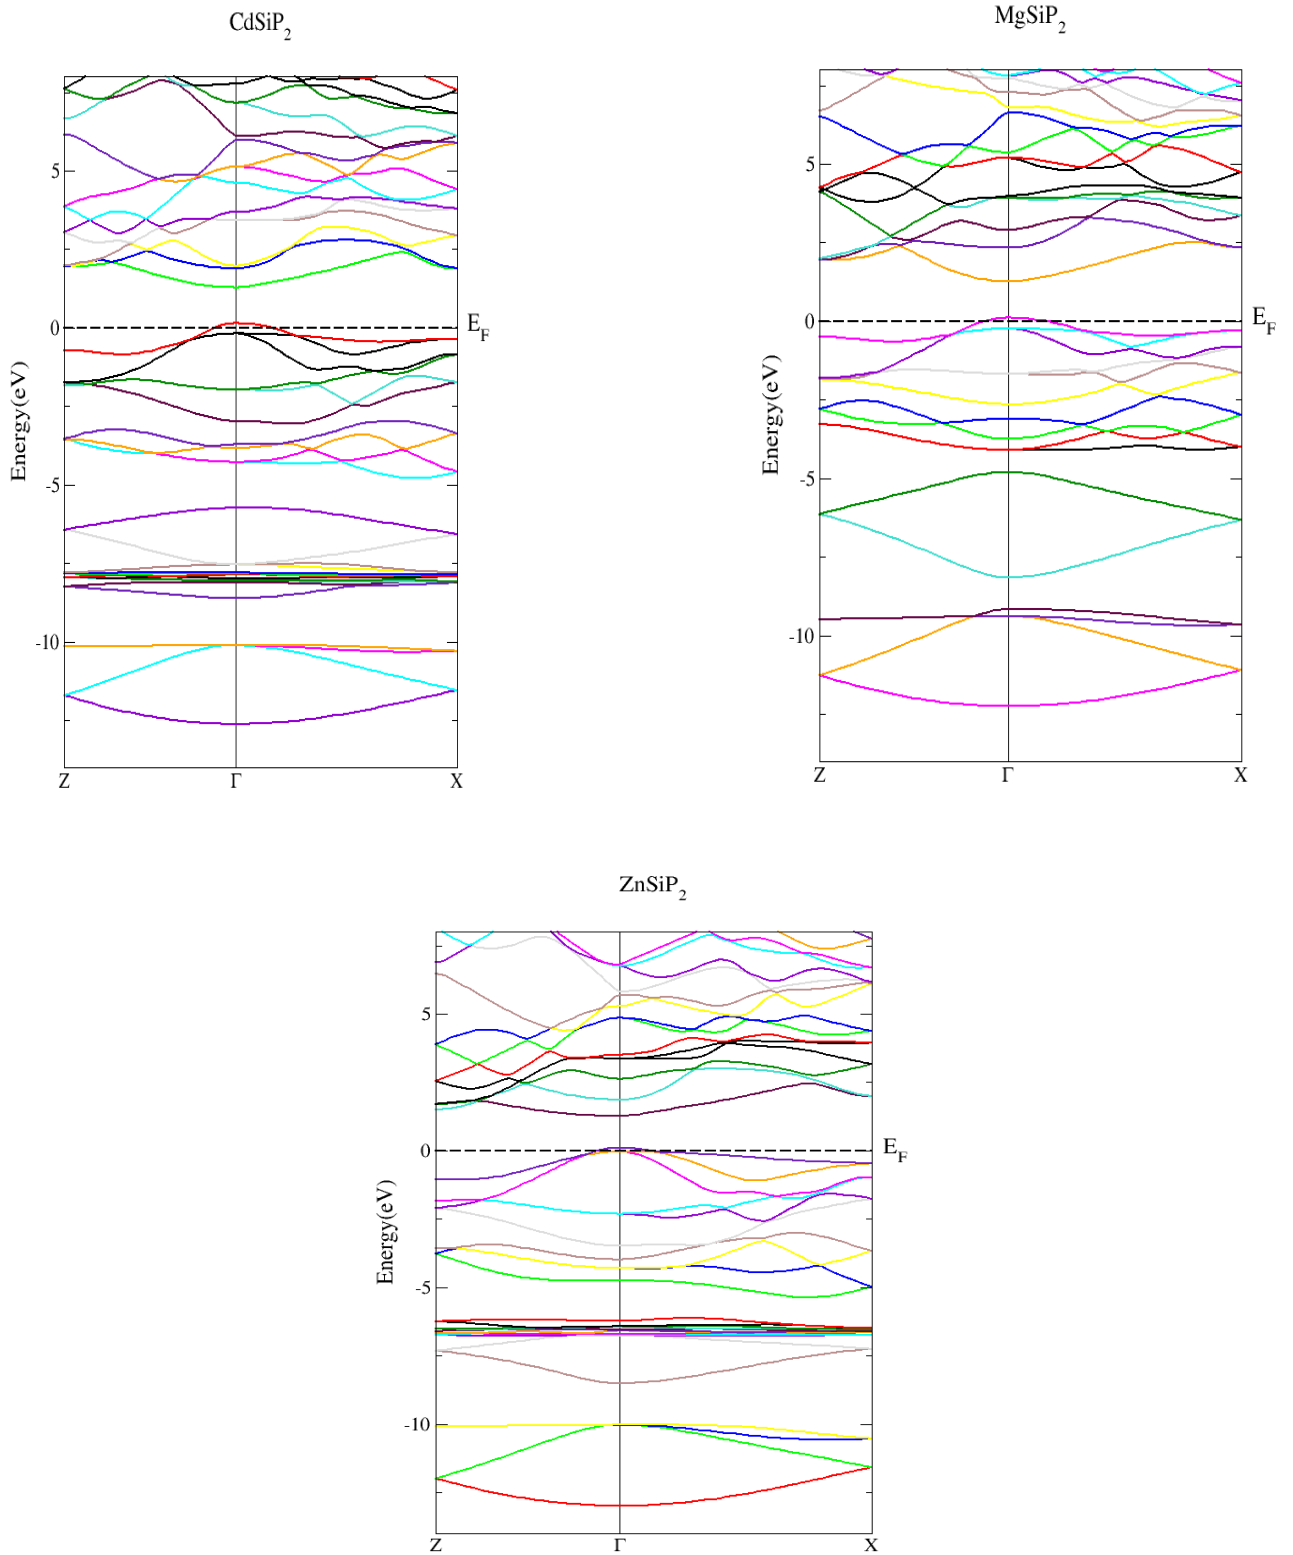 CdSiP2
5
0
-5
-10
Energy(eV)
EF
Z Γ X
MgSiP2
5
0
-5
-10
Energy(eV)
EF
Z Γ X
ZnSiP2
5
0
-5
-10
Energy(eV)
EF
Z Γ X